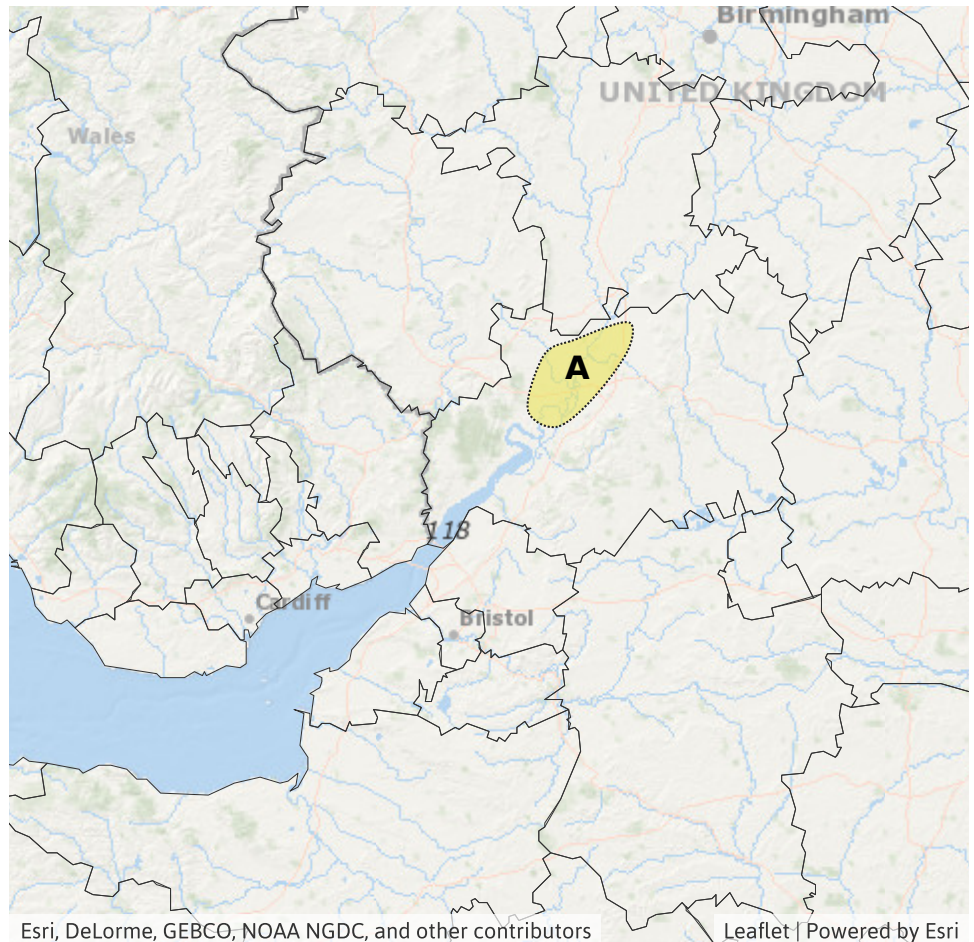 Birmingham
UNITED KINGDOM
Wales
A
118
Cardiff
Bristol
Esri, DeLorme, GEBCO, NOAA NGDC, and other contributors
Leaflet | Powered by Esri